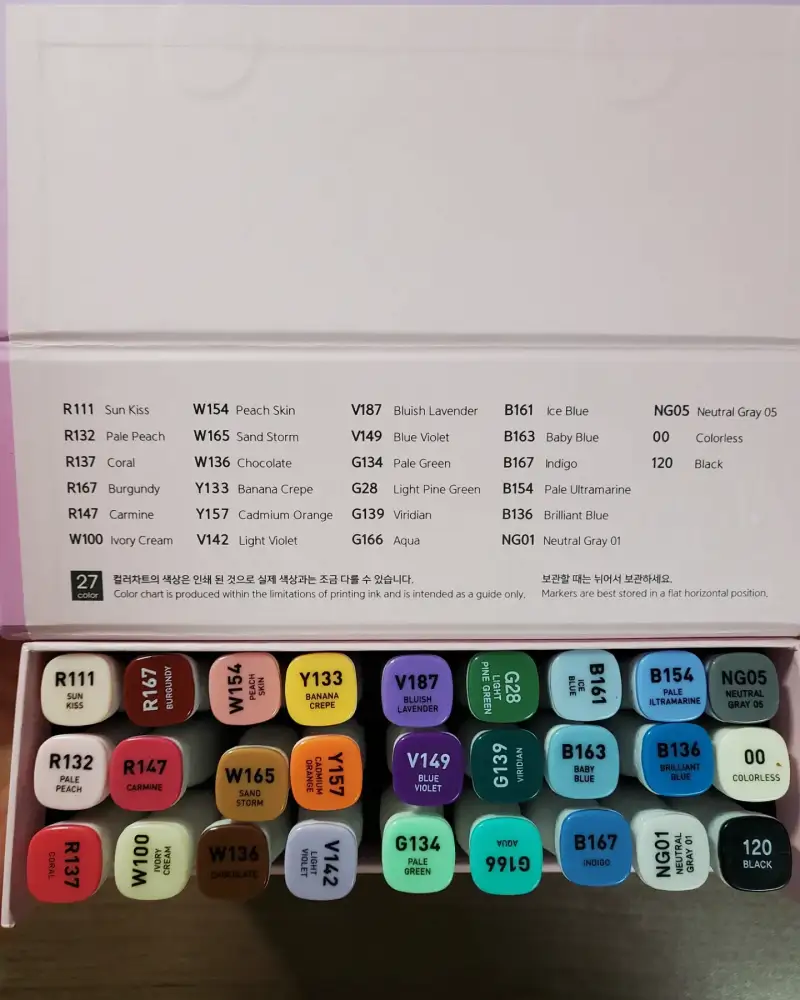 R111 Sun Kiss
R132 Pale Peach
R137 Coral
R167 Burgundy
R147 Carmine
W100 Ivory Cream
W154 Peach Skin
W165 Sand Storm
W136 Chocolate
Y133 Banana Crepe
Y157 Cadmium Orange
V142 Light Violet
V187 Bluish Lavender
V149 Blue Violet
G134 Pale Green
G28 Light Pine Green
G139 Viridian
G166 Aqua
B161 Ice Blue
B163 Baby Blue
B167 Indigo
B154 Pale Ultramarine
B136 Brilliant Blue
NG01 Neutral Gray 01
NG05 Neutral Gray 05
00 Colorless
120 Black
27
color
컬러차트의 색상은 인쇄 된 것으로 실제 색상과는 조금 다를 수 있습니다.
Color chart is produced within the limitations of printing ink and is intended as a guide only.
보관할 때는 뉘어서 보관하세요.
Markers are best stored in a flat horizontal position.
R111
SUN
KISS
R167
BURGUNDY
W154
PEACH
SKIN
Y133
BANANA
CREPE
V187
BLUISH
LAVENDER
G28
LIGHT
PINE GREEN
B161
ICE
BLUE
B154
PALE
ILTRAMARINE
NG05
NEUTRAL
GRAY 05
R132
PALE
PEACH
R147
CARMINE
W165
SAND
STORM
Y157
CADMIUM
ORANGE
V149
BLUE
VIOLET
G139
VIRIDIAN
B163
BABY
BLUE
B136
BRILLIANT
BLUE
00
COLORLESS
R137
CORAL
W100
IVORY
CREAM
W136
CHOCOLATE
V142
LIGHT
VIOLET
G134
PALE
GREEN
G166
AQUA
B167
INDIGO
NG01
NEUTRAL
GRAY 01
120
BLACK